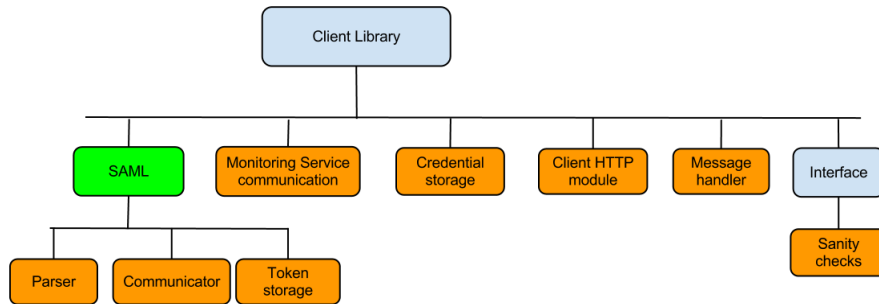 Client Library
SAML
Monitoring Service
communication
Credential
storage
Client HTTP
module
Message
handler
Interface
Parser
Communicator
Token
storage
Sanity
checks